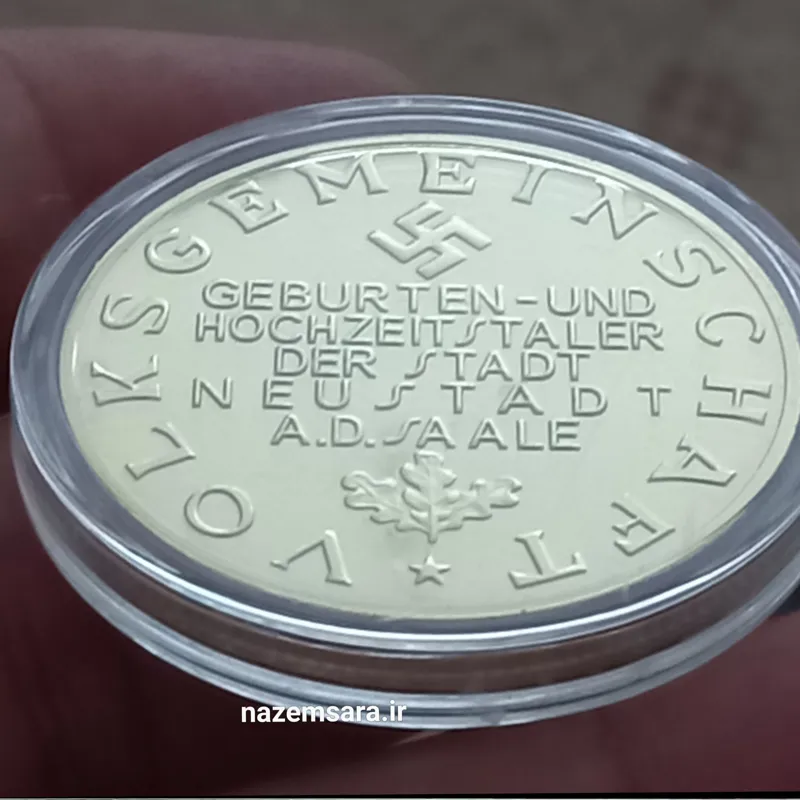 VOLKSGEMEINSCHAFT
GEBURTEN-UND
HOCHZEITSTALER
DER STADT
NEUSTADT
A.D.SAALE
nazemsara.ir